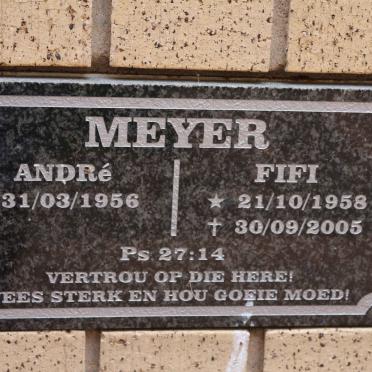 MEYER
ANDRé FIFI
31/03/1956 ★ 21/10/1958
✝ 30/09/2005
Ps 27:14
VERTROU OP DIE HERE!
EES STERK EN HOU GOEIE MOED!